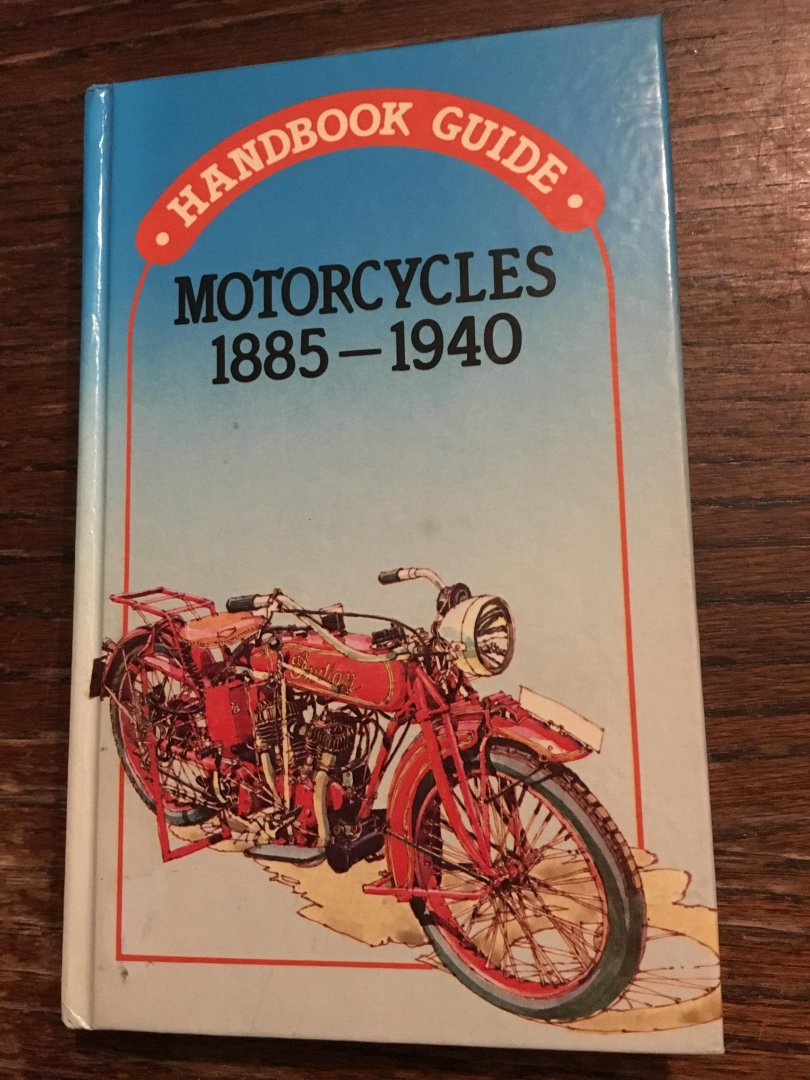 • HANDBOOK GUIDE •
MOTORCYCLES
1885–1940
Indian